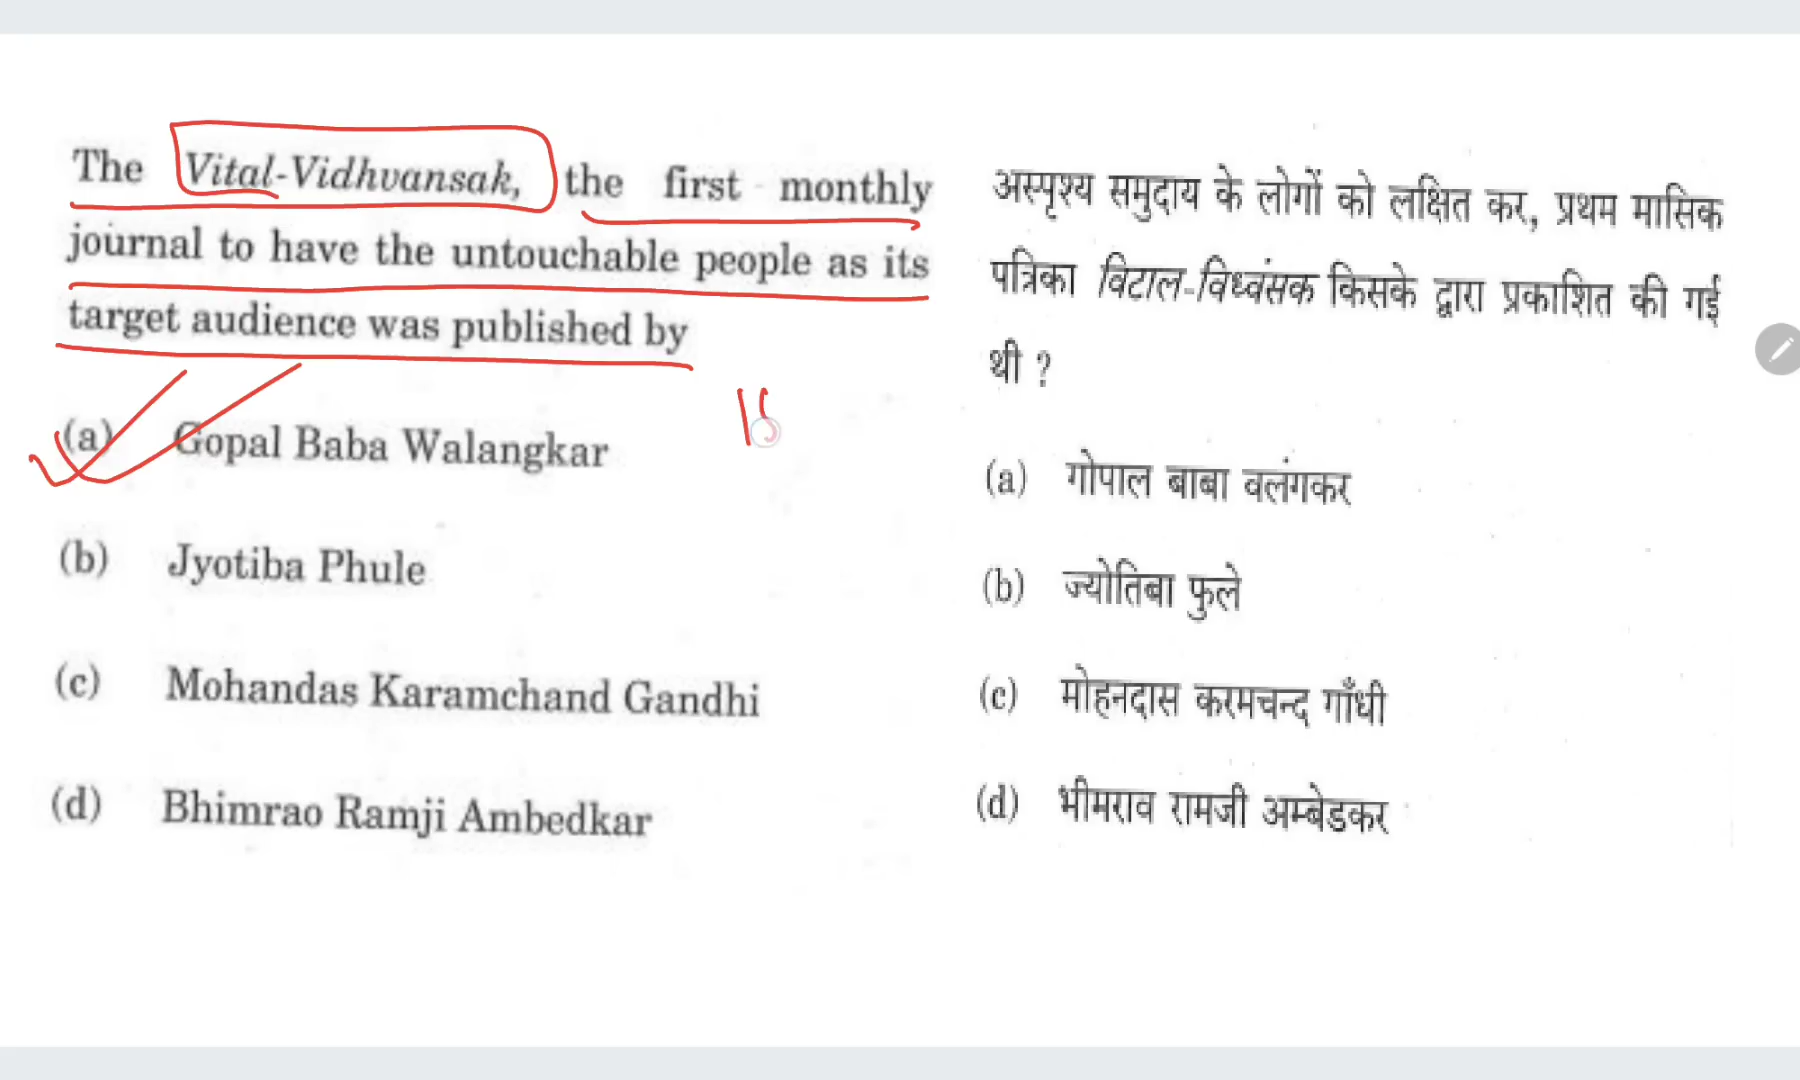 The Vital-Vidhvansak, the first monthly
journal to have the untouchable people as its
target audience was published by
(a) Gopal Baba Walangkar
(b) Jyotiba Phule
(c) Mohandas Karamchand Gandhi
(d) Bhimrao Ramji Ambedkar
18
अस्पृश्य समुदाय के लोगों को लक्षित कर, प्रथम मासिक
पत्रिका विटाल-विध्वंसक किसके द्वारा प्रकाशित की गई
थी ?
(a) गोपाल बाबा वलंगकर
(b) ज्योतिबा फुले
(c) मोहनदास करमचन्द गाँधी
(d) भीमराव रामजी अम्बेडकर